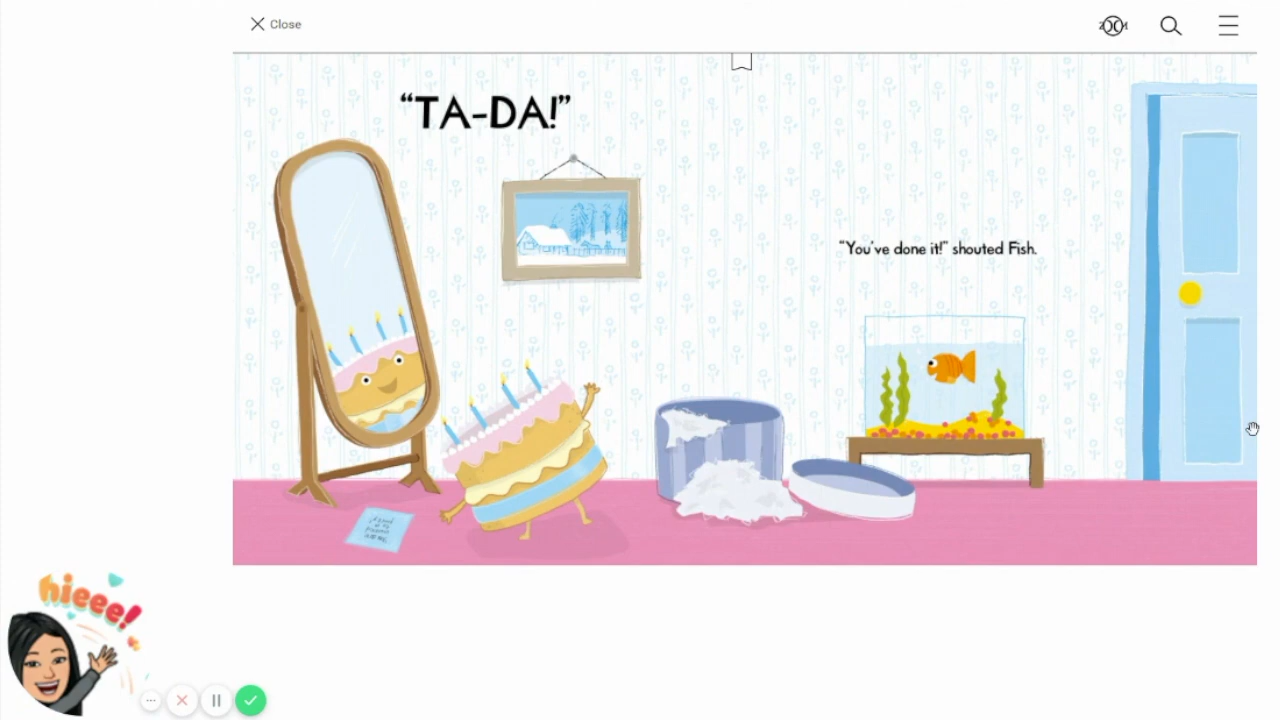 Close
“TA-DA!”
“You’ve done it!” shouted Fish.
hieee!